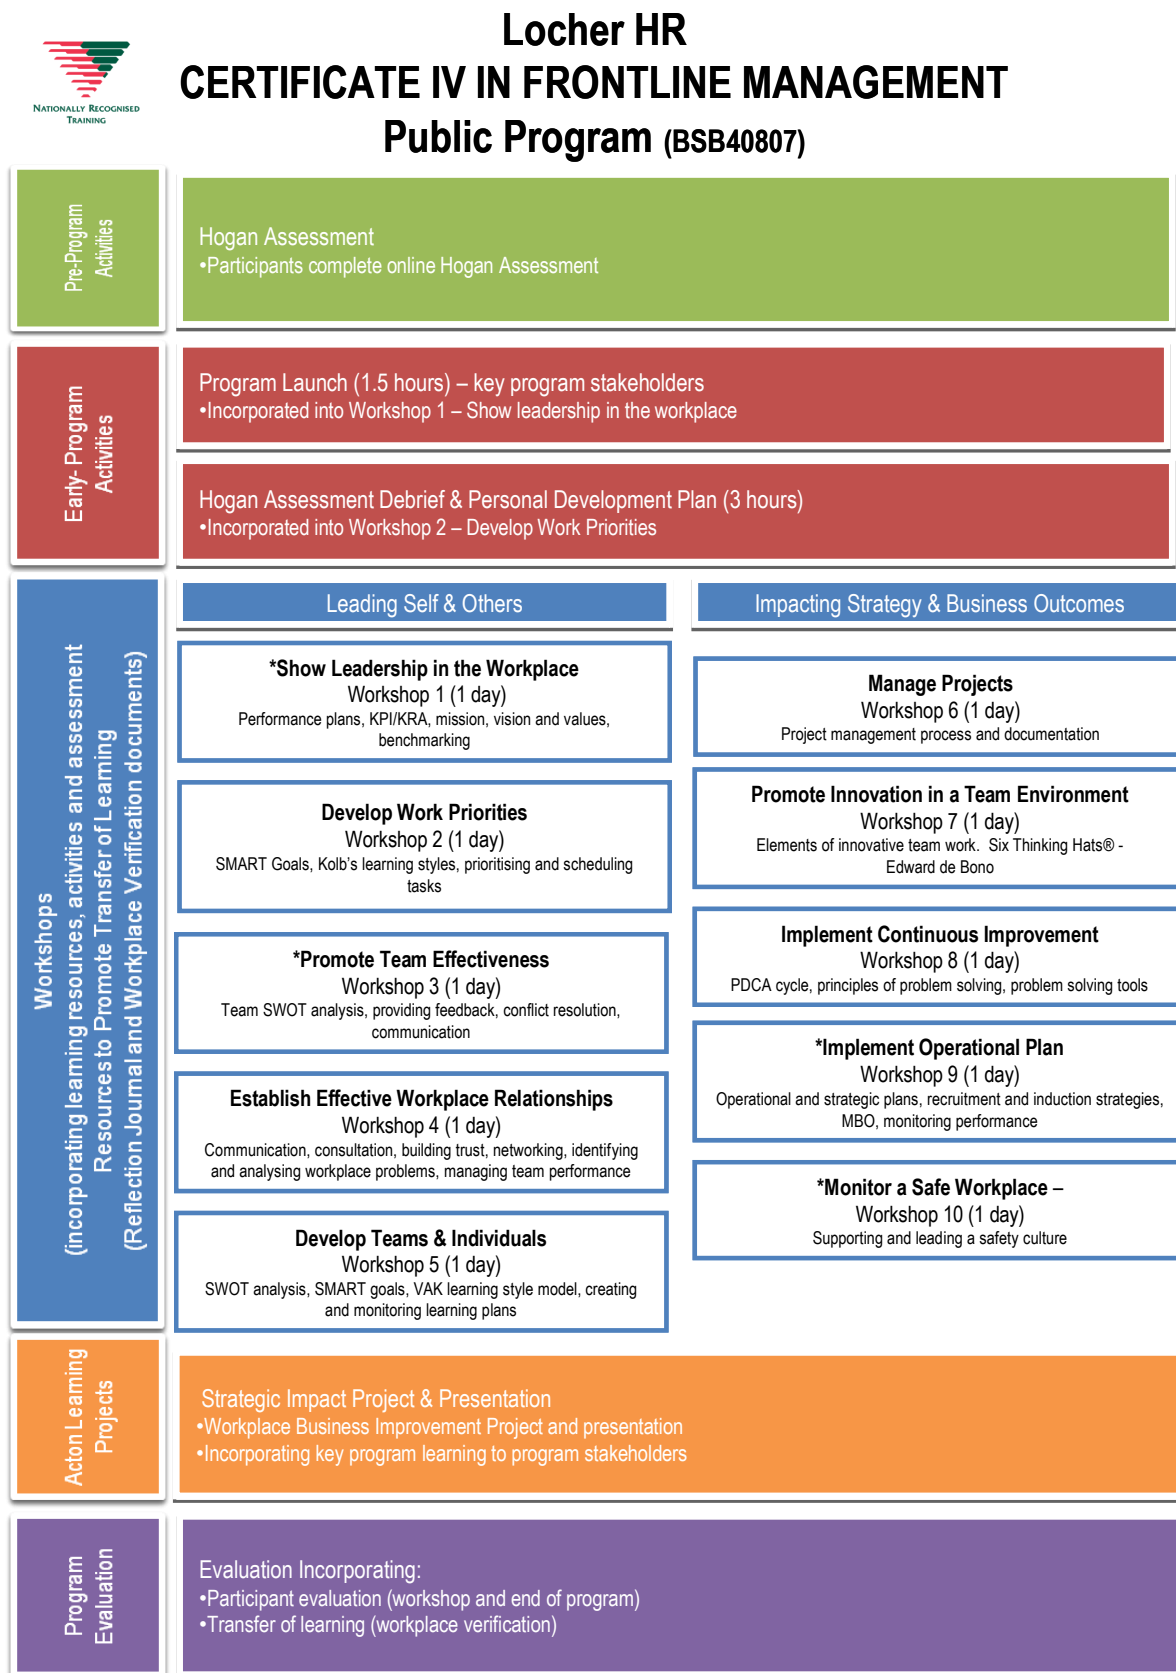 Locher HR
CERTIFICATE IV IN FRONTLINE MANAGEMENT
Public Program (BSB40807)
NATIONALLY RECOGNISED
TRAINING
Pre-Program
Activities
Hogan Assessment
•Participants complete online Hogan Assessment
Early- Program
Activities
Program Launch (1.5 hours) – key program stakeholders
•Incorporated into Workshop 1 – Show leadership in the workplace
Hogan Assessment Debrief & Personal Development Plan (3 hours)
•Incorporated into Workshop 2 – Develop Work Priorities
Workshops
(incorporating learning resources, activities and assessment
Resources to Promote Transfer of Learning
(Reflection Journal and Workplace Verification documents)
Leading Self & Others
*Show Leadership in the Workplace
Workshop 1 (1 day)
Performance plans, KPI/KRA, mission, vision and values,
benchmarking
Develop Work Priorities
Workshop 2 (1 day)
SMART Goals, Kolb's learning styles, prioritising and scheduling
tasks
*Promote Team Effectiveness
Workshop 3 (1 day)
Team SWOT analysis, providing feedback, conflict resolution,
communication
Establish Effective Workplace Relationships
Workshop 4 (1 day)
Communication, consultation, building trust, networking, identifying
and analysing workplace problems, managing team performance
Develop Teams & Individuals
Workshop 5 (1 day)
SWOT analysis, SMART goals, VAK learning style model, creating
and monitoring learning plans
Impacting Strategy & Business Outcomes
Manage Projects
Workshop 6 (1 day)
Project management process and documentation
Promote Innovation in a Team Environment
Workshop 7 (1 day)
Elements of innovative team work.  Six Thinking Hats® -
Edward de Bono
Implement Continuous Improvement
Workshop 8 (1 day)
PDCA cycle, principles of problem solving, problem solving tools
*Implement Operational Plan
Workshop 9 (1 day)
Operational and strategic plans, recruitment and induction strategies,
MBO, monitoring performance
*Monitor a Safe Workplace –
Workshop 10 (1 day)
Supporting and leading a safety culture
Acton Learning
Projects
Strategic Impact Project & Presentation
•Workplace Business Improvement Project and presentation
•Incorporating key program learning to program stakeholders
Program
Evaluation
Evaluation Incorporating:
•Participant evaluation (workshop and end of program)
•Transfer of learning (workplace verification)